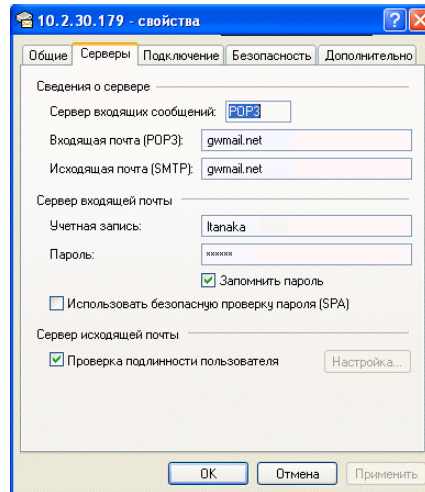 10.2.30.179 - свойства
Общие Серверы Подключение Безопасность Дополнительно
Сведения о сервере
Сервер входящих сообщений: POP3
Входящая почта (POP3): gwmail.net
Исходящая почта (SMTP): gwmail.net
Сервер входящей почты
Учетная запись: ltanaka
Пароль: ××××××
Запомнить пароль
Использовать безопасную проверку пароля (SPA)
Сервер исходящей почты
Проверка подлинности пользователя Настройка...
OK Отмена Применить